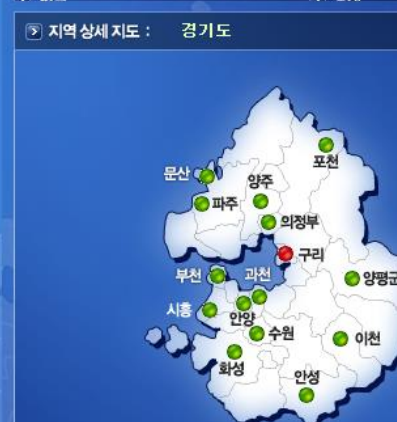 지역 상세 지도 : 경기도
포천
문산
양주
파주
의정부
구리
부천
과천
양평군
시흥
안양
수원
이천
화성
안성